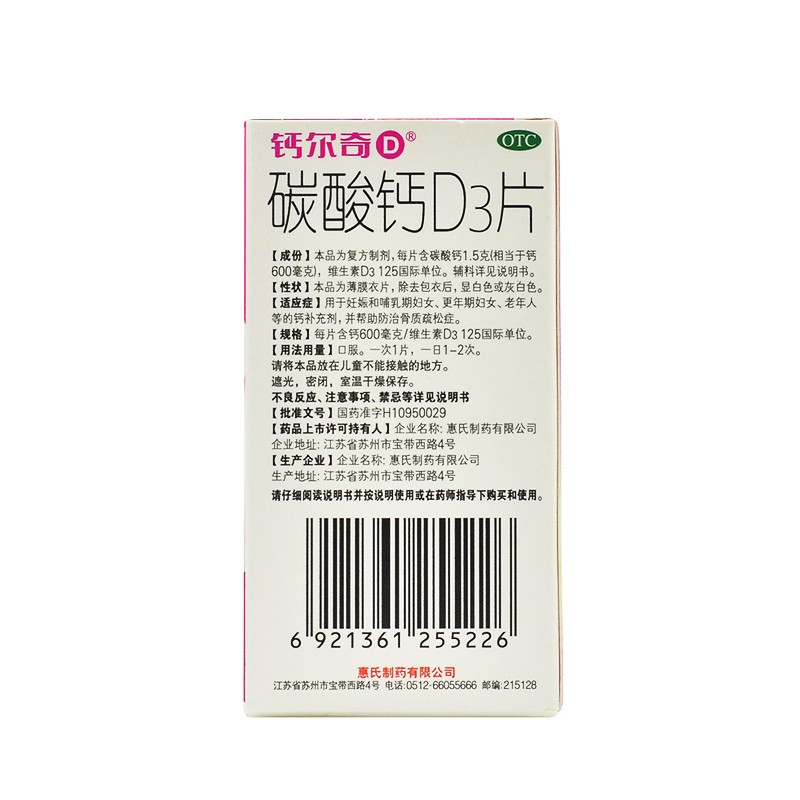 钙尔奇D®
OTC
碳酸钙D3片
【成份】本品为复方制剂，每片含碳酸钙1.5克(相当于钙
600毫克)，维生素D3 125国际单位。辅料详见说明书。
【性状】本品为薄膜衣片，除去包衣后，显白色或灰白色。
【适应症】用于妊娠和哺乳期妇女、更年期妇女、老年人
等的钙补充剂，并帮助防治骨质疏松症。
【规格】每片含钙600毫克/维生素D3 125国际单位。
【用法用量】口服。一次1片，一日1-2次。
请将本品放在儿童不能接触的地方。
遮光，密闭，室温干燥保存。
不良反应、注意事项、禁忌等详见说明书
【批准文号】国药准字H10950029
【药品上市许可持有人】企业名称: 惠氏制药有限公司
企业地址: 江苏省苏州市宝带西路4号
【生产企业】企业名称: 惠氏制药有限公司
生产地址: 江苏省苏州市宝带西路4号
请仔细阅读说明书并按说明使用或在药师指导下购买和使用。
6 921361 255226
惠氏制药有限公司
江苏省苏州市宝带西路4号 电话:0512-66055666 邮编:215128